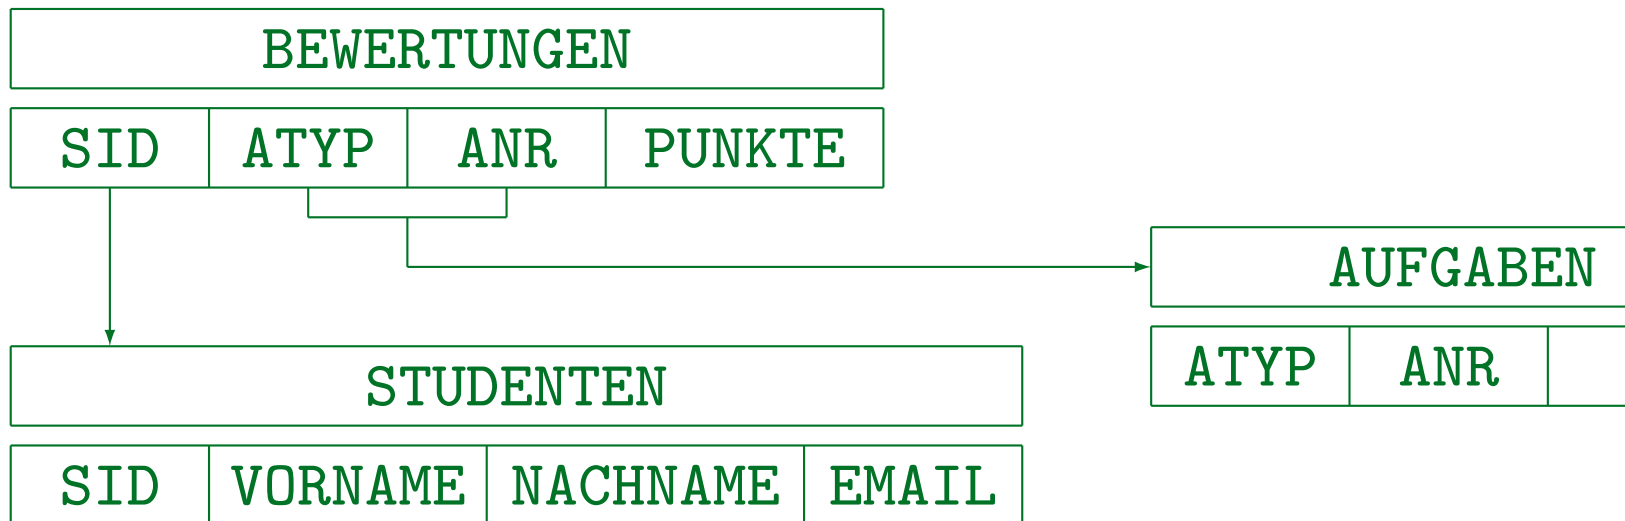 BEWERTUNGEN
SID ATYP ANR PUNKTE
AUFGABEN
ATYP ANR
STUDENTEN
SID VORNAME NACHNAME EMAIL